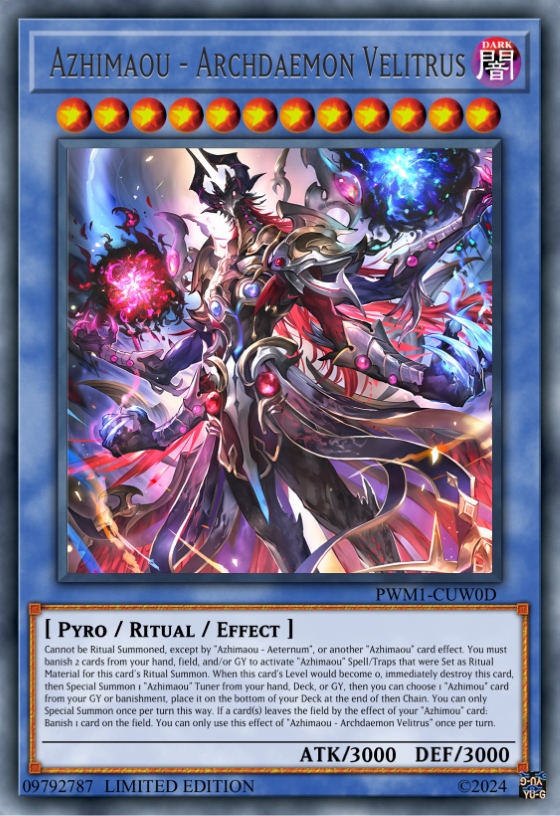 Azhimaou - Archdaemon Velitrus
DARK
闇
PWM1-CUW0D
[ Pyro / Ritual / Effect ]
Cannot be Ritual Summoned, except by "Azhimaou - Aeternum", or another "Azhimaou" card effect. You must
banish 2 cards from your hand, field, and/or GY to activate "Azhimaou" Spell/Traps that were Set as Ritual
Material for this card's Ritual Summon. When this card's Level would become 0, immediately destroy this card,
then Special Summon 1 "Azhimaou" Tuner from your hand, Deck, or GY, then you can choose 1 "Azhimou" card
from your GY or banishment, place it on the bottom of your Deck at the end of then Chain. You can only
Special Summon once per turn this way. If a card(s) leaves the field by the effect of your "Azhimaou" card:
Banish 1 card on the field. You can only use this effect of "Azhimaou - Archdaemon Velitrus" once per turn.
ATK/3000 DEF/3000
09792787 LIMITED EDITION ©2024
YU-G